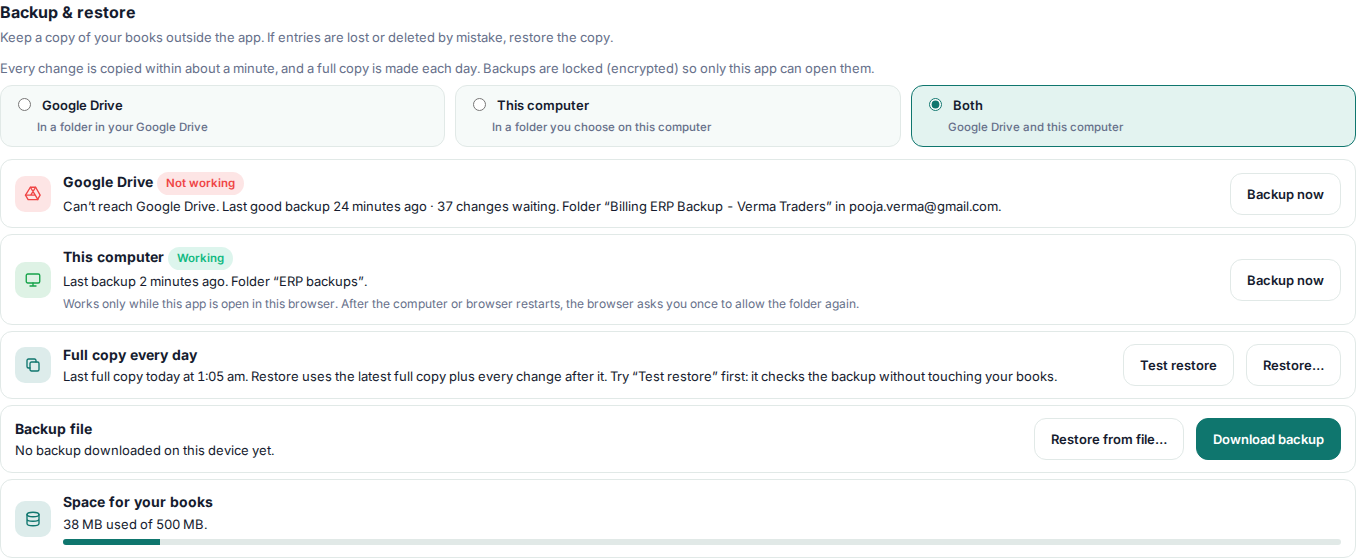 Backup & restore
Keep a copy of your books outside the app. If entries are lost or deleted by mistake, restore the copy.
Every change is copied within about a minute, and a full copy is made each day. Backups are locked (encrypted) so only this app can open them.
Google Drive
In a folder in your Google Drive
This computer
In a folder you choose on this computer
Both
Google Drive and this computer
Google Drive Not working
Can’t reach Google Drive. Last good backup 24 minutes ago · 37 changes waiting. Folder “Billing ERP Backup - Verma Traders” in pooja.verma@gmail.com.
Backup now
This computer Working
Last backup 2 minutes ago. Folder “ERP backups”.
Works only while this app is open in this browser. After the computer or browser restarts, the browser asks you once to allow the folder again.
Backup now
Full copy every day
Last full copy today at 1:05 am. Restore uses the latest full copy plus every change after it. Try “Test restore” first: it checks the backup without touching your books.
Test restore
Restore...
Backup file
No backup downloaded on this device yet.
Restore from file...
Download backup
Space for your books
38 MB used of 500 MB.